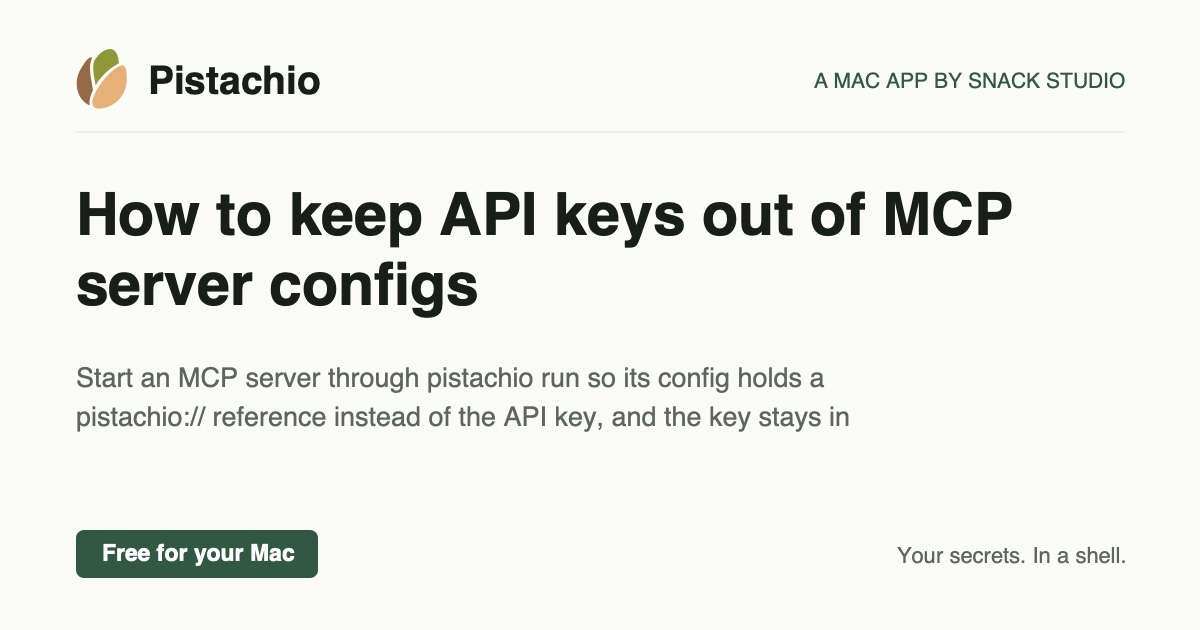 Pistachio
A MAC APP BY SNACK STUDIO
How to keep API keys out of MCP
server configs
Start an MCP server through pistachio run so its config holds a
pistachio:// reference instead of the API key, and the key stays in
Free for your Mac
Your secrets. In a shell.